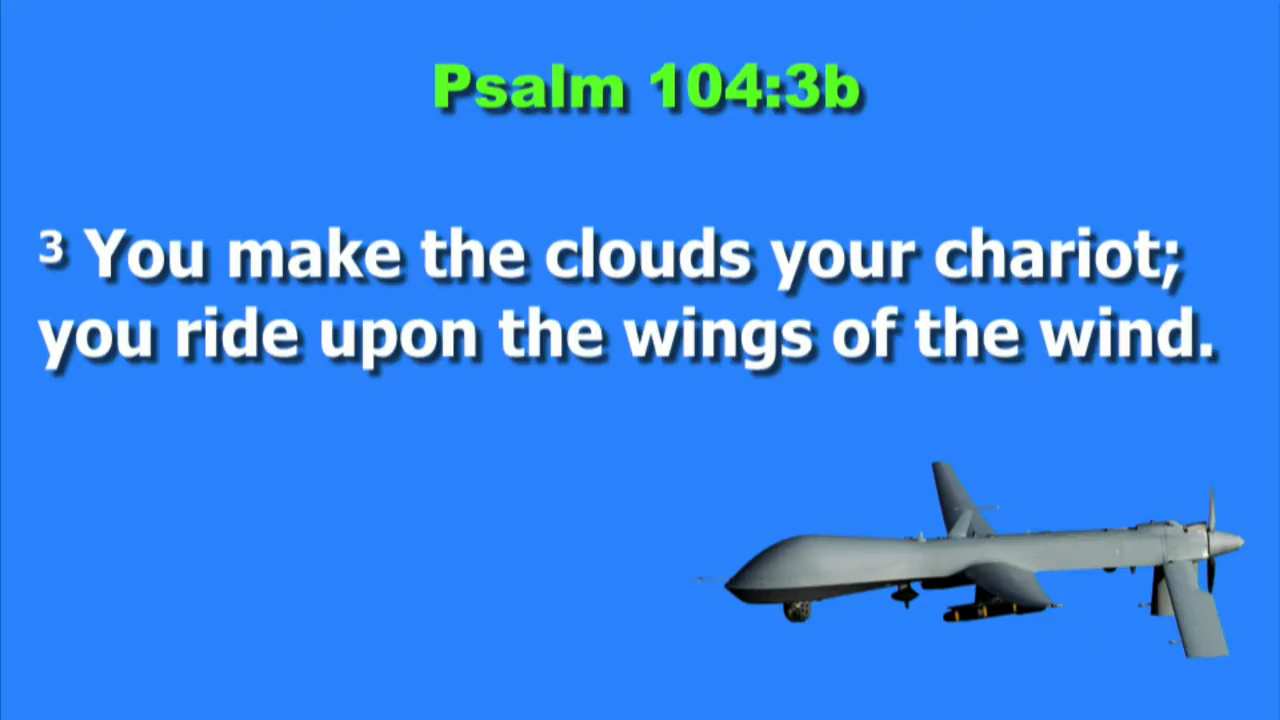 Psalm 104:3b
³ You make the clouds your chariot;
you ride upon the wings of the wind.